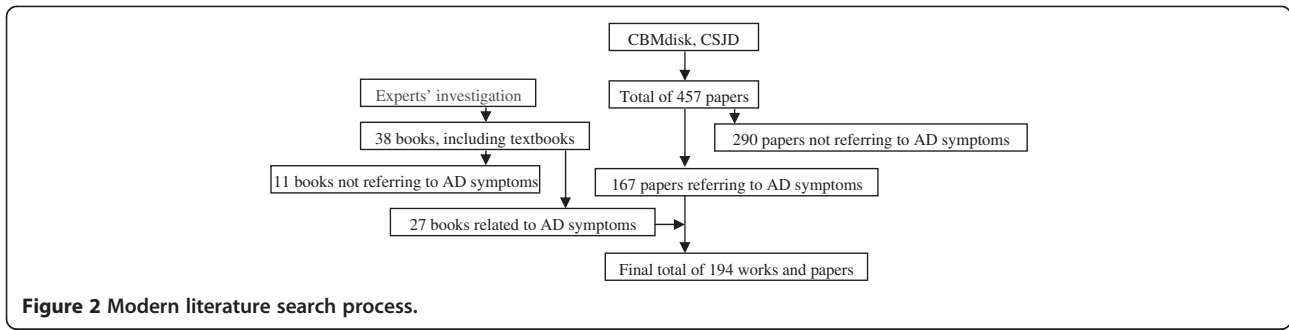 CBMdisk, CSJD
Experts’ investigation
Total of 457 papers
38 books, including textbooks
290 papers not referring to AD symptoms
11 books not referring to AD symptoms
167 papers referring to AD symptoms
27 books related to AD symptoms
Final total of 194 works and papers
Figure 2 Modern literature search process.